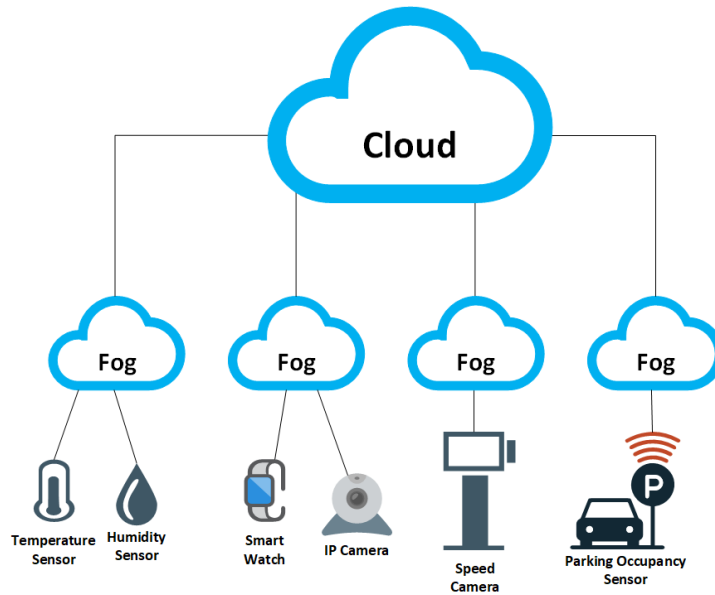 Cloud
Fog
Fog
Fog
Fog
P
Temperature
Sensor
Humidity
Sensor
Smart
Watch
IP Camera
Speed
Camera
Parking Occupancy
Sensor